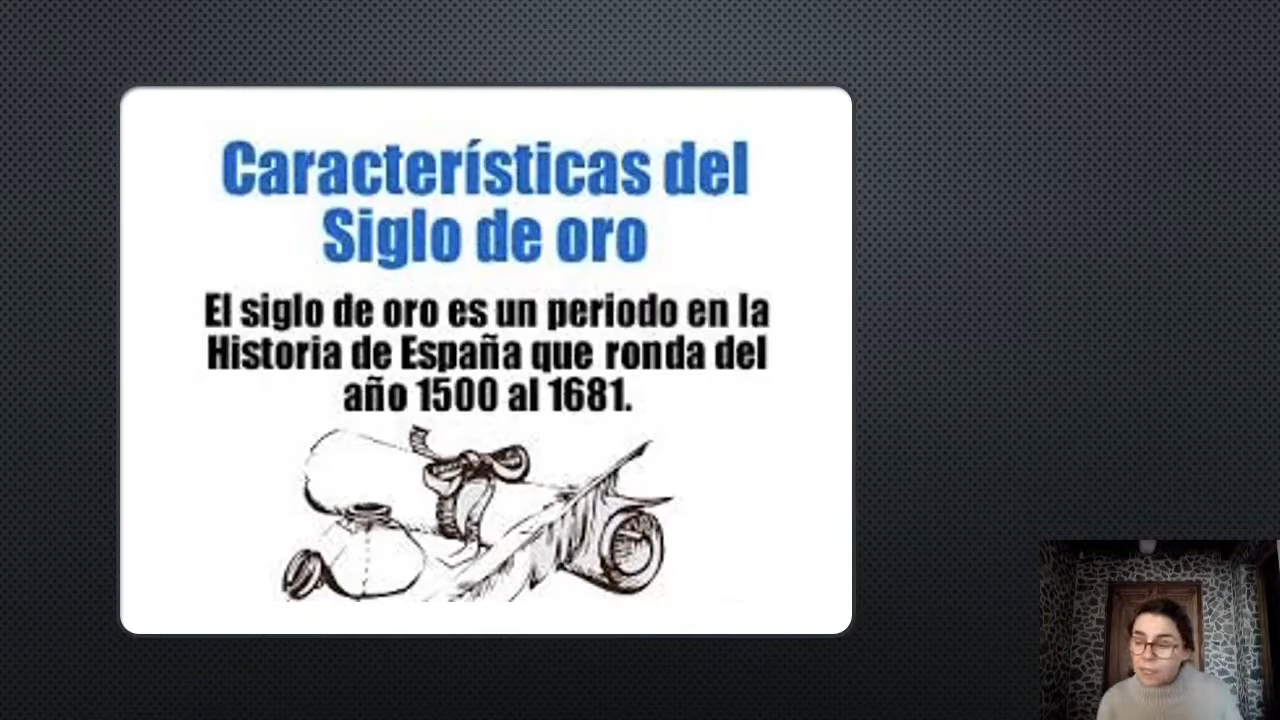 Características del
Siglo de oro
El siglo de oro es un periodo en la
Historia de España que ronda del
año 1500 al 1681.